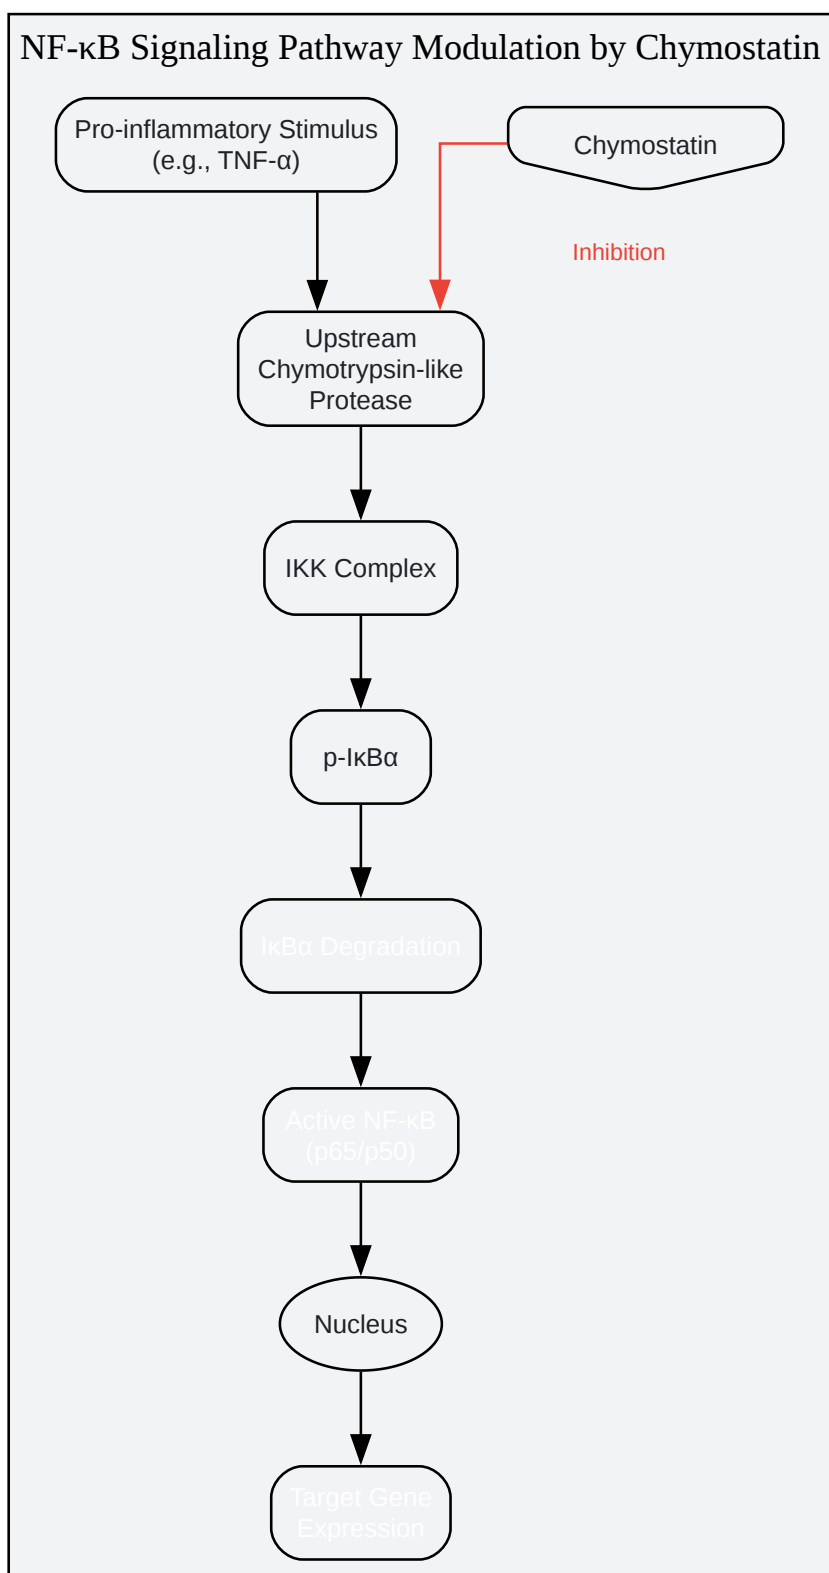 NF-κB Signaling Pathway Modulation by Chymostatin
Pro-inflammatory Stimulus
(e.g., TNF-α)
Chymostatin
Inhibition
Upstream
Chymotrypsin-like
Protease
IKK Complex
p-IκBα
IκBα Degradation
Active NF-κB
(p65/p50)
Nucleus
Target Gene
Expression